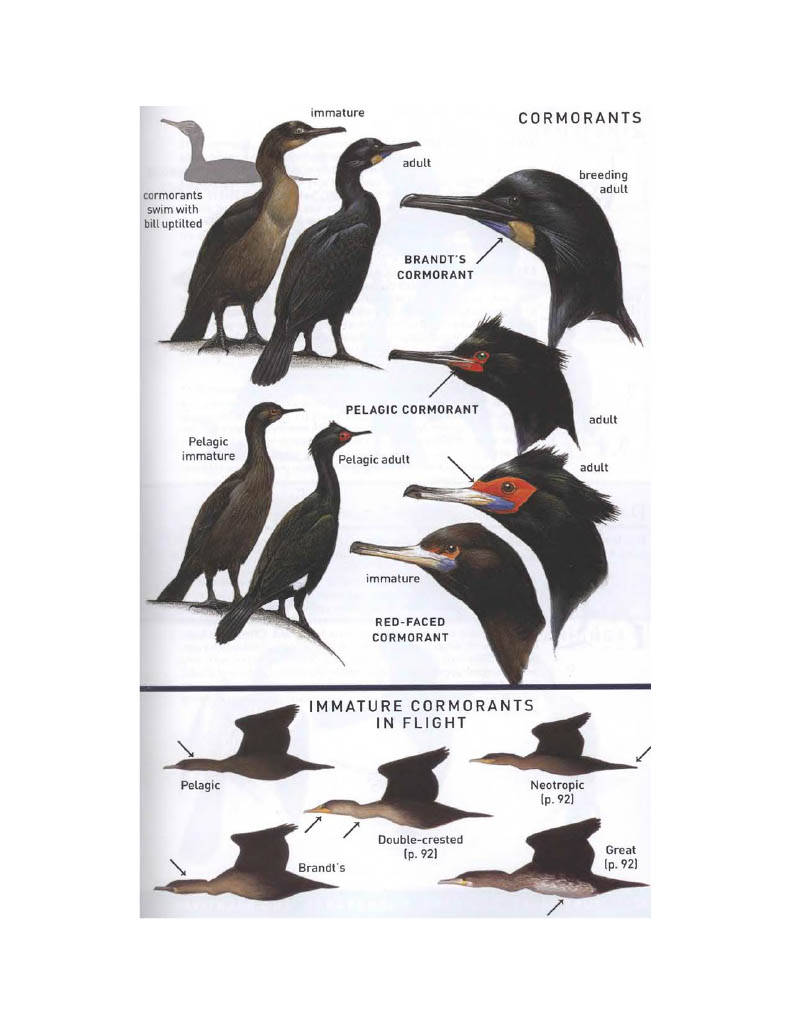 CORMORANTS
immature
adult
breeding
adult
cormorants
swim with
bill uptilted
BRANDT'S
CORMORANT
PELAGIC CORMORANT
adult
Pelagic
immature
Pelagic adult
adult
immature
RED-FACED
CORMORANT
IMMATURE CORMORANTS
IN FLIGHT
Pelagic
Neotropic
(p. 92)
Double-crested
(p. 92)
Brandt's
Great
(p. 92)